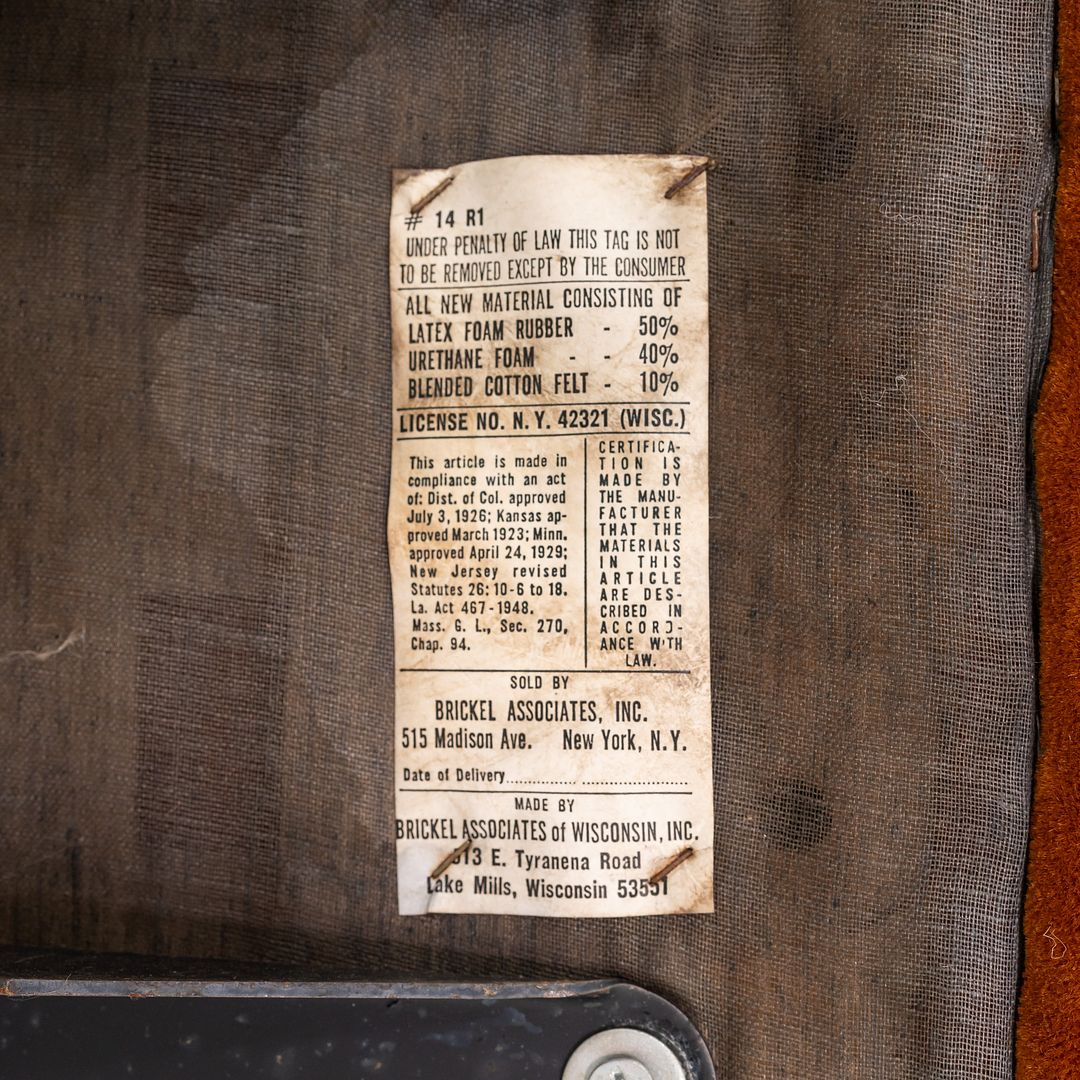 # 14 R1
UNDER PENALTY OF LAW THIS TAG IS NOT
TO BE REMOVED EXCEPT BY THE CONSUMER
ALL NEW MATERIAL CONSISTING OF
LATEX FOAM RUBBER - 50%
URETHANE FOAM - - 40%
BLENDED COTTON FELT - 10%
LICENSE NO. N. Y. 42321 (WISC.)
This article is made in
compliance with an act
of: Dist. of Col. approved
July 3, 1926; Kansas ap-
proved March 1923; Minn.
approved April 24, 1929;
New Jersey revised
Statutes 26: 10-6 to 18.
La. Act 467-1948.
Mass. G. L., Sec. 270,
Chap. 94.
CERTIFICA-
TION IS
MADE BY
THE MANU-
FACTURER
THAT THE
MATERIALS
IN THIS
ARTICLE
ARE DES-
CRIBED IN
ACCORD-
ANCE WITH
LAW.
SOLD BY
BRICKEL ASSOCIATES, INC.
515 Madison Ave. New York, N.Y.
Date of Delivery
MADE BY
BRICKEL ASSOCIATES of WISCONSIN, INC.
E. Tyranena Road
Lake Mills, Wisconsin 53551